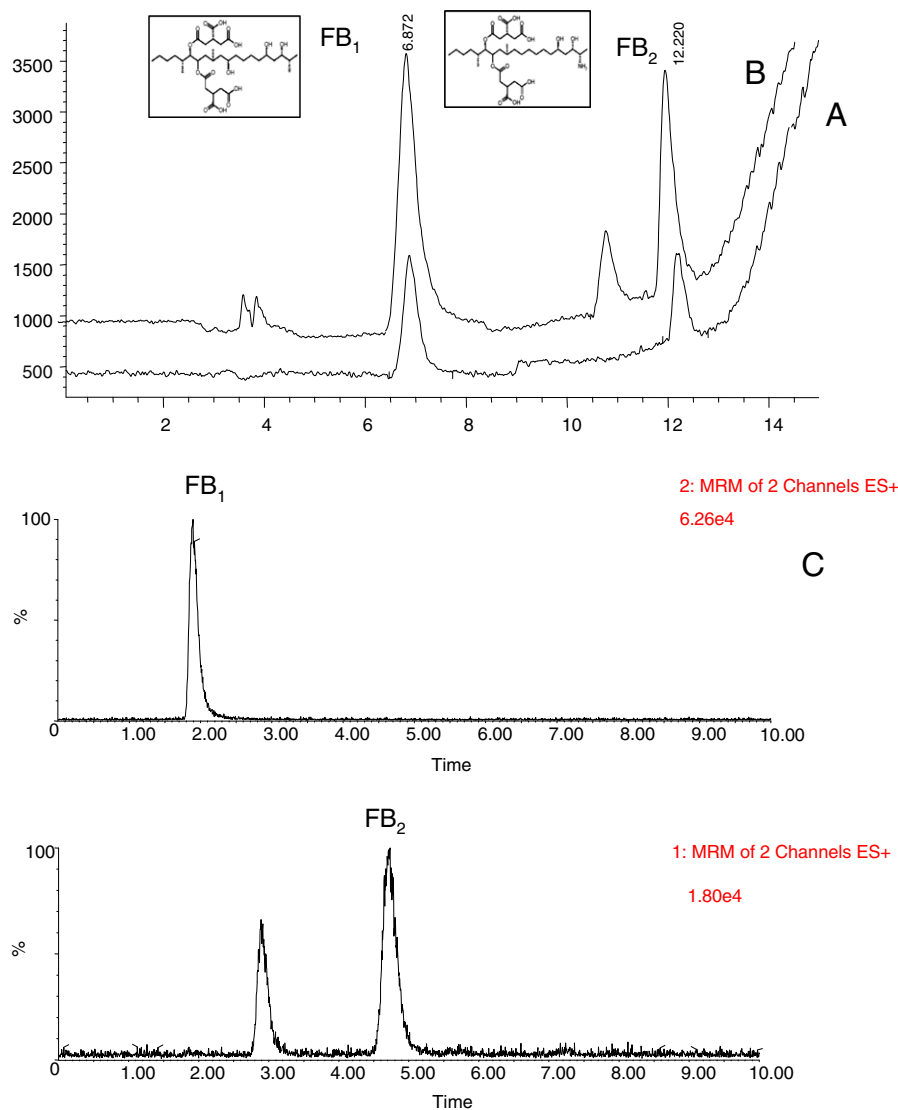 FB1
6.872
FB2
12.220
B
A
3500
3000
2500
2000
1500
1000
500
2 4 6 8 10 12 14
FB1
2: MRM of 2 Channels ES+
6.26e4
C
100
%
0 1.00 2.00 3.00 4.00 5.00 6.00 7.00 8.00 9.00 10.00
Time
FB2
1: MRM of 2 Channels ES+
1.80e4
100
%
0 1.00 2.00 3.00 4.00 5.00 6.00 7.00 8.00 9.00 10.00
Time